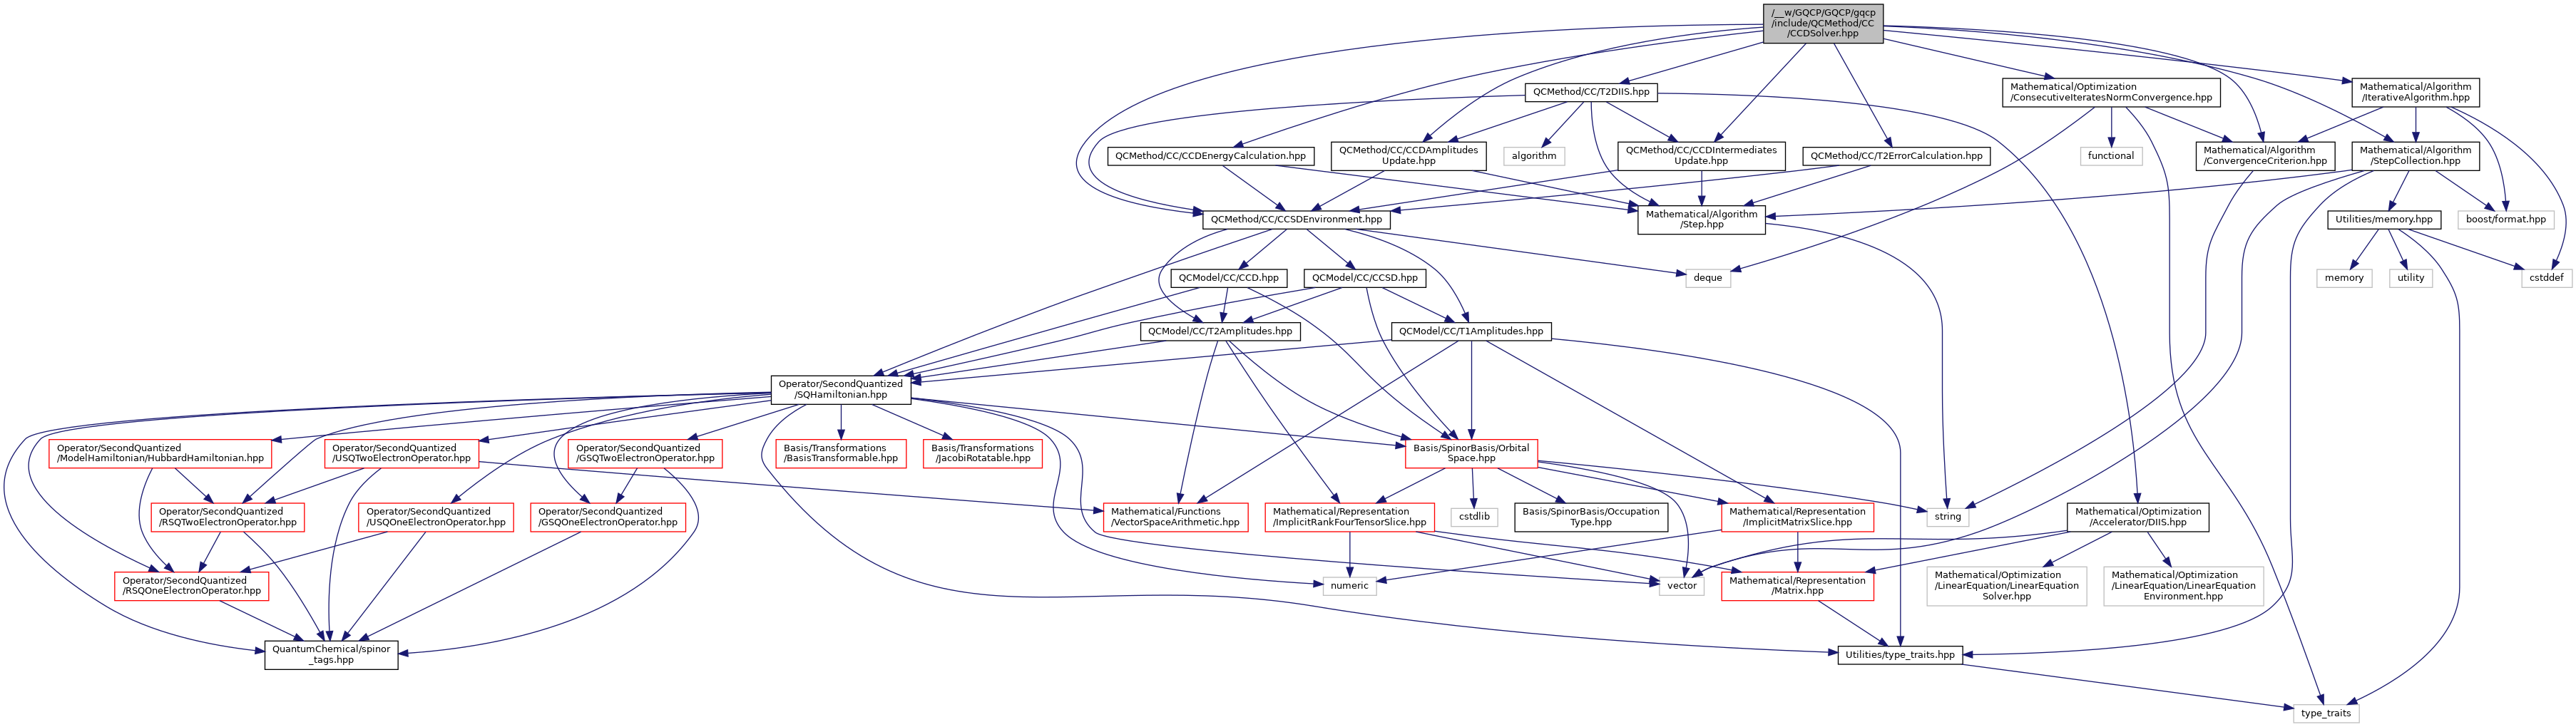 /__w/GQCP/GQCP/gqcp
/include/QCMethod/CC
/CCDSolver.hpp
QCMethod/CC/T2DIIS.hpp
Mathematical/Optimization
/ConsecutiveIteratesNormConvergence.hpp
Mathematical/Algorithm
/IterativeAlgorithm.hpp
QCMethod/CC/CCDEnergyCalculation.hpp
QCMethod/CC/CCDAmplitudes
Update.hpp
algorithm
QCMethod/CC/CCDIntermediates
Update.hpp
QCMethod/CC/T2ErrorCalculation.hpp
functional
Mathematical/Algorithm
/ConvergenceCriterion.hpp
Mathematical/Algorithm
/StepCollection.hpp
QCMethod/CC/CCSDEnvironment.hpp
Mathematical/Algorithm
/Step.hpp
Utilities/memory.hpp
boost/format.hpp
QCModel/CC/CCD.hpp
QCModel/CC/CCSD.hpp
deque
memory
utility
cstddef
QCModel/CC/T2Amplitudes.hpp
QCModel/CC/T1Amplitudes.hpp
Operator/SecondQuantized
/SQHamiltonian.hpp
Operator/SecondQuantized
/ModelHamiltonian/HubbardHamiltonian.hpp
Operator/SecondQuantized
/USQTwoElectronOperator.hpp
Operator/SecondQuantized
/GSQTwoElectronOperator.hpp
Basis/Transformations
/BasisTransformable.hpp
Basis/Transformations
/JacobiRotatable.hpp
Basis/SpinorBasis/Orbital
Space.hpp
Operator/SecondQuantized
/RSQTwoElectronOperator.hpp
Operator/SecondQuantized
/USQOneElectronOperator.hpp
Operator/SecondQuantized
/GSQOneElectronOperator.hpp
Mathematical/Functions
/VectorSpaceArithmetic.hpp
Mathematical/Representation
/ImplicitRankFourTensorSlice.hpp
cstdlib
Basis/SpinorBasis/Occupation
Type.hpp
Mathematical/Representation
/ImplicitMatrixSlice.hpp
string
Mathematical/Optimization
/Accelerator/DIIS.hpp
Operator/SecondQuantized
/RSQOneElectronOperator.hpp
numeric
vector
Mathematical/Representation
/Matrix.hpp
Mathematical/Optimization
/LinearEquation/LinearEquation
Solver.hpp
Mathematical/Optimization
/LinearEquation/LinearEquation
Environment.hpp
QuantumChemical/spinor
_tags.hpp
Utilities/type_traits.hpp
type_traits